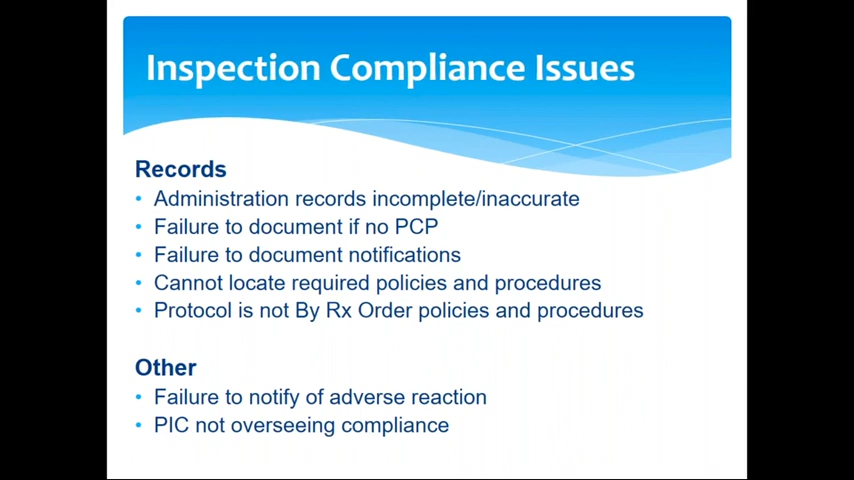 Inspection Compliance Issues
Records
• Administration records incomplete/inaccurate
• Failure to document if no PCP
• Failure to document notifications
• Cannot locate required policies and procedures
• Protocol is not By Rx Order policies and procedures
Other
• Failure to notify of adverse reaction
• PIC not overseeing compliance